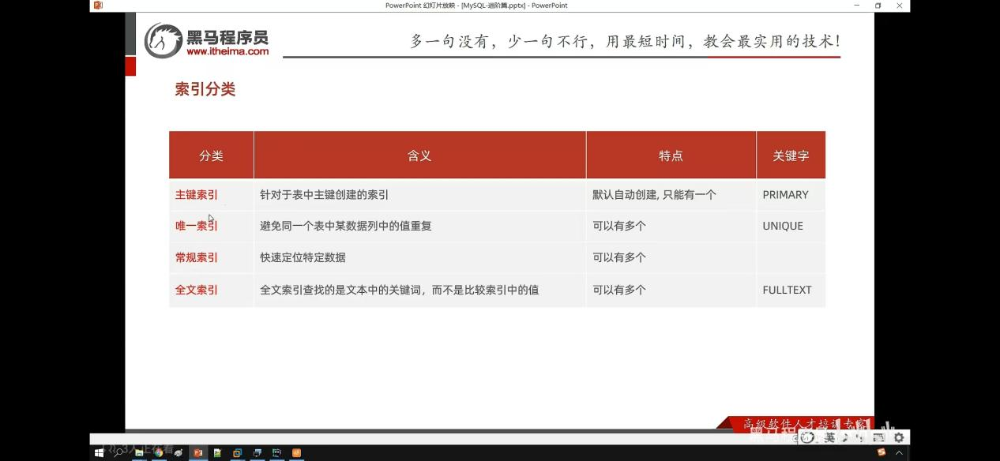 PowerPoint 幻灯片放映 - [MySQL-进阶篇.pptx] - PowerPoint
黑马程序员
www.itheima.com
多一句没有，少一句不行，用最短时间，教会最实用的技术！
索引分类
分类 含义 特点 关键字
主键索引 针对于表中主键创建的索引 默认自动创建, 只能有一个 PRIMARY
唯一索引 避免同一个表中某数据列中的值重复 可以有多个 UNIQUE
常规索引 快速定位特定数据 可以有多个
全文索引 全文索引查找的是文本中的关键词，而不是比较索引中的值 可以有多个 FULLTEXT
高级软件人才培训专家
英
人正在看